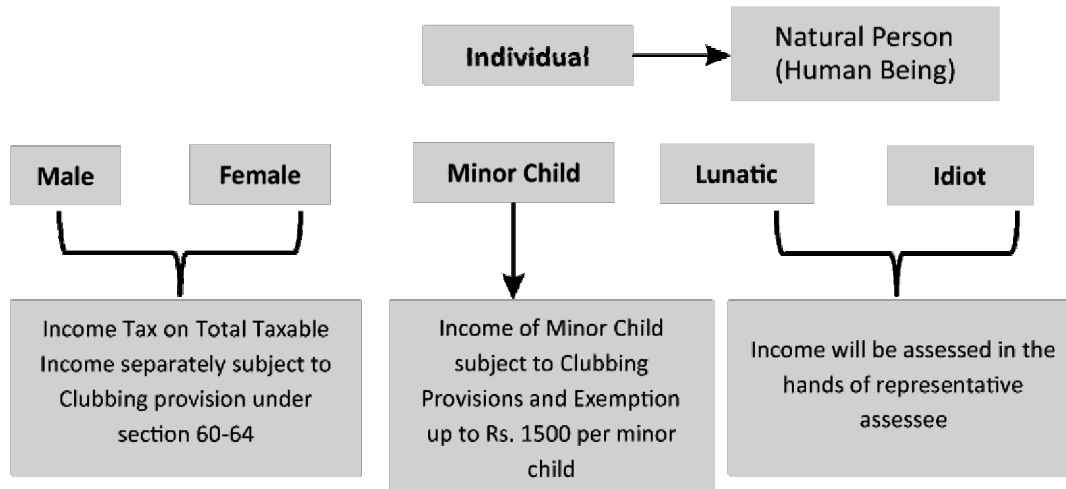 Individual
Natural Person
(Human Being)
Male
Female
Minor Child
Lunatic
Idiot
Income Tax on Total Taxable
Income separately subject to
Clubbing provision under
section 60-64
Income of Minor Child
subject to Clubbing
Provisions and Exemption
up to Rs. 1500 per minor
child
Income will be assessed in the
hands of representative
assessee